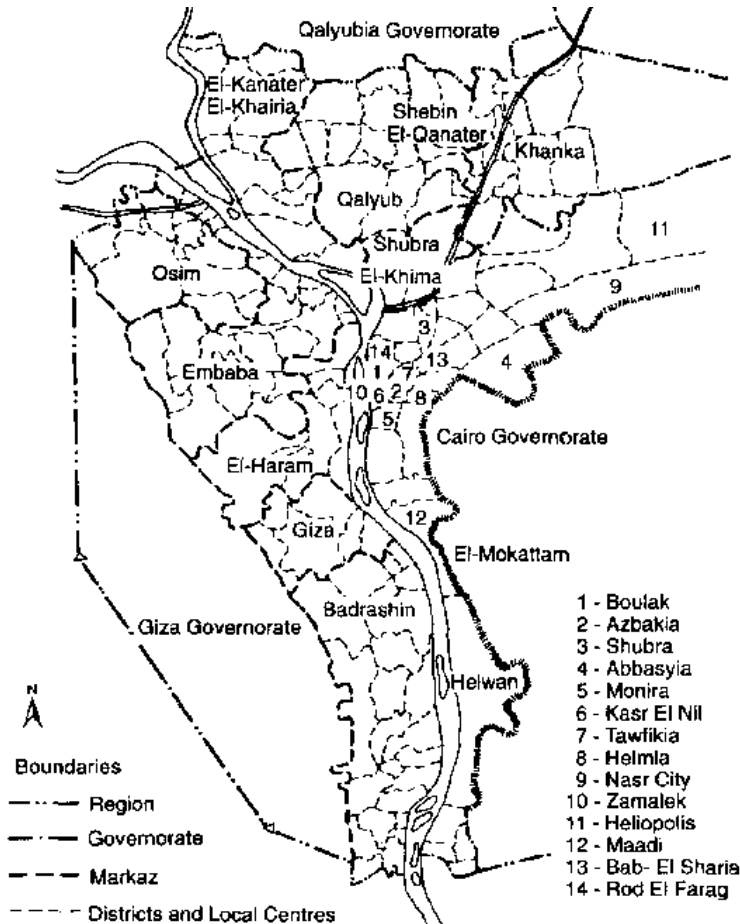 Qalyubia Governorate
El-Kanater
El-Khairia
Shebin
El-Qanater
Khanka
Qalyub
Shubra
El-Khima
11
Osim
9
3
14
13
4
Embaba
1
7
10
6
2
8
5
Cairo Governorate
El-Haram
12
Giza
El-Mokattam
Badrashin
Giza Governorate
Helwan
N
Boundaries
Region
Governorate
Markaz
Districts and Local Centres
1 - Boulak
2 - Azbakia
3 - Shubra
4 - Abbasyia
5 - Monira
6 - Kasr El Nil
7 - Tawfikia
8 - Helmla
9 - Nasr City
10 - Zamalek
11 - Heliopolis
12 - Maadi
13 - Bab- El Sharia
14 - Rod El Farag